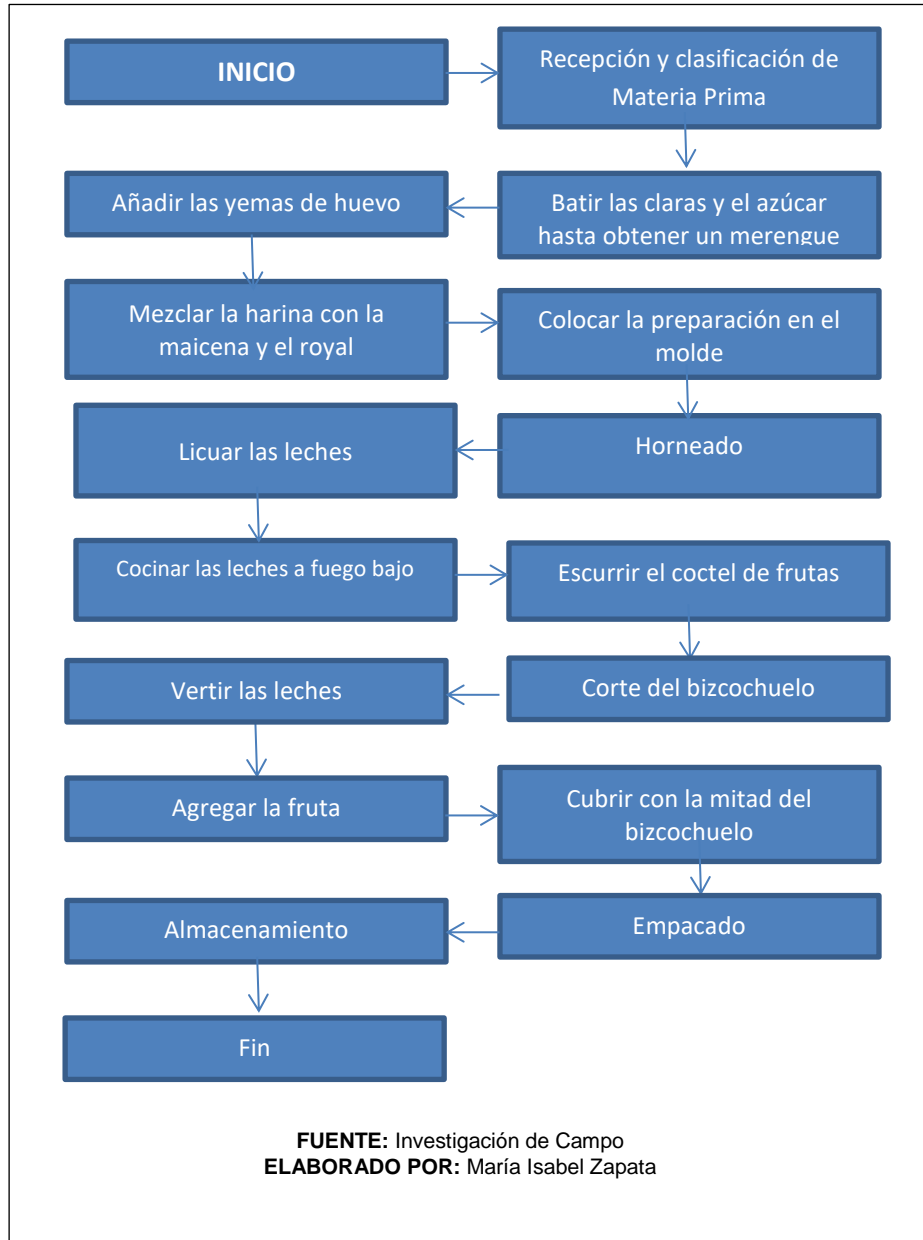 INICIO
Recepción y clasificación de
Materia Prima
Batir las claras y el azúcar
hasta obtener un merengue
Añadir las yemas de huevo
Mezclar la harina con la
maicena y el royal
Colocar la preparación en el
molde
Horneado
Licuar las leches
Cocinar las leches a fuego bajo
Escurrir el coctel de frutas
Corte del bizcochuelo
Vertir las leches
Agregar la fruta
Cubrir con la mitad del
bizcochuelo
Empacado
Almacenamiento
Fin
FUENTE: Investigación de Campo
ELABORADO POR: María Isabel Zapata